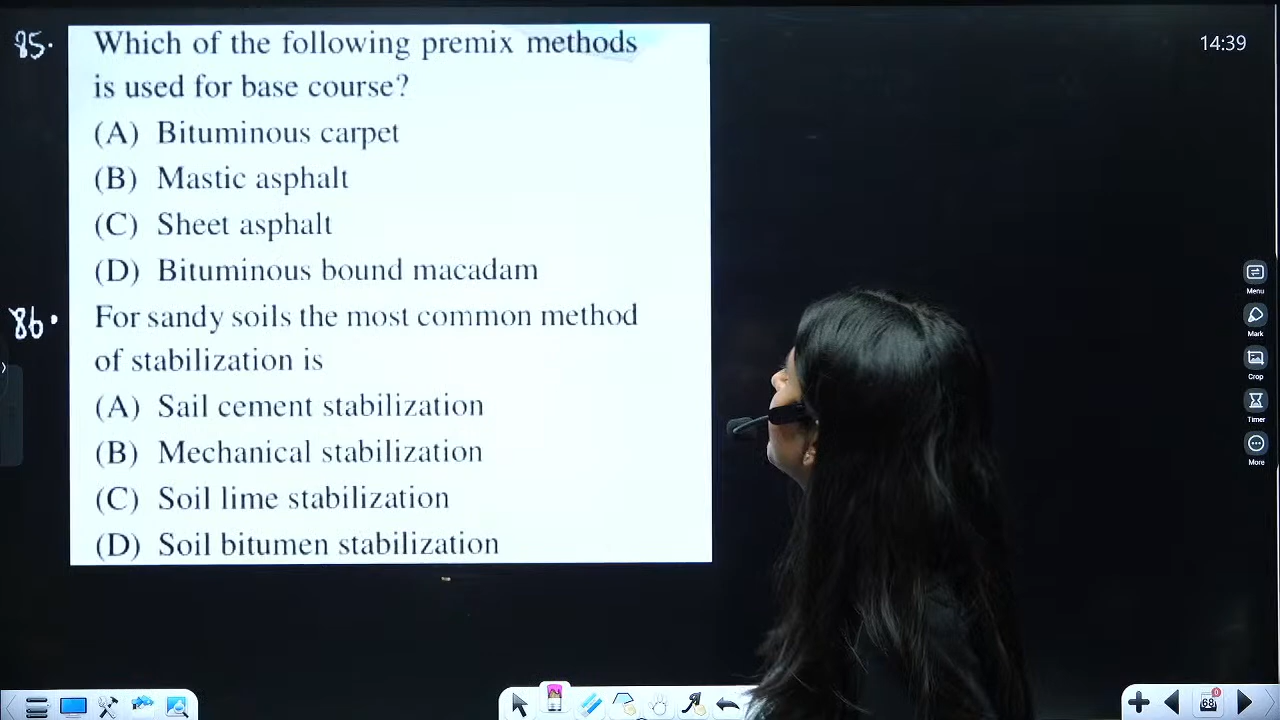 85. Which of the following premix methods
is used for base course?
(A) Bituminous carpet
(B) Mastic asphalt
(C) Sheet asphalt
(D) Bituminous bound macadam
86. For sandy soils the most common method
of stabilization is
(A) Sail cement stabilization
(B) Mechanical stabilization
(C) Soil lime stabilization
(D) Soil bitumen stabilization
14:39
Menu
Mark
Crop
Timer
More
68
0